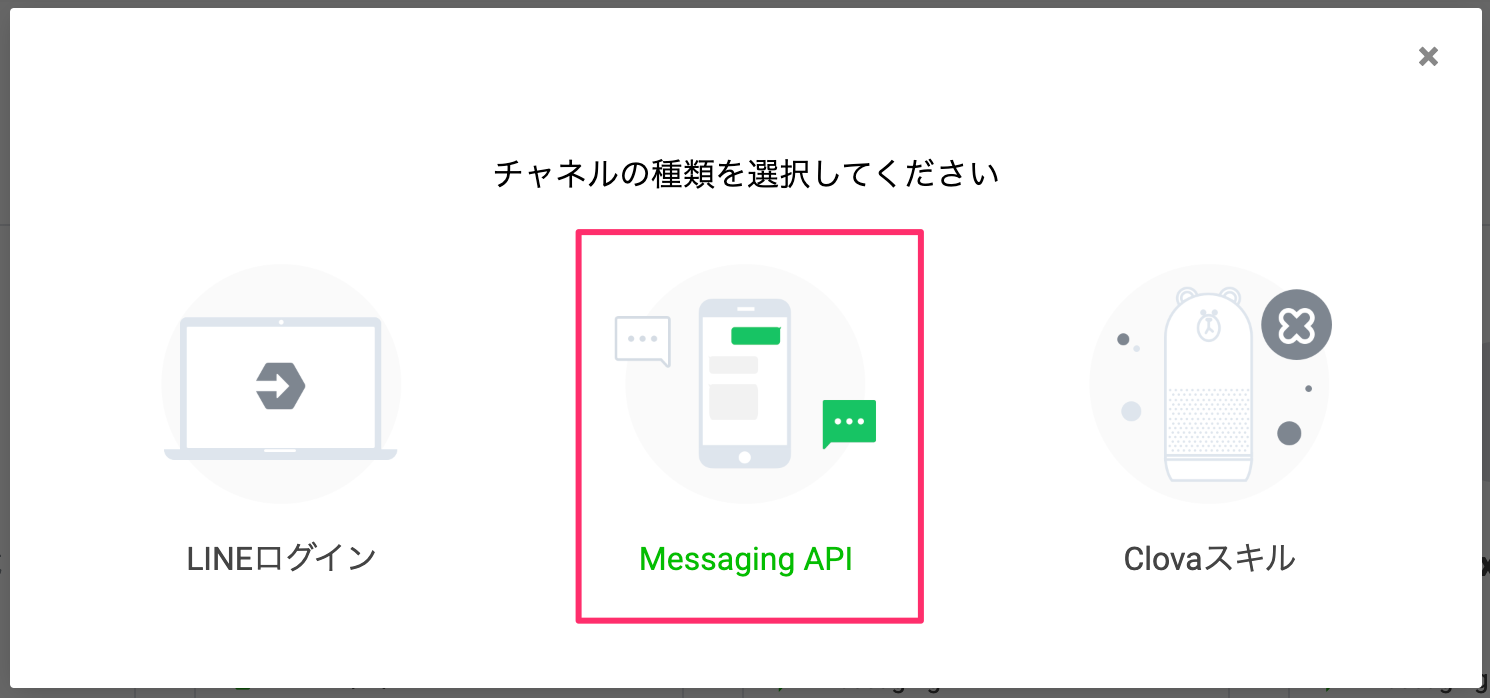 チャネルの種類を選択してください
LINEログイン
Messaging API
Clovaスキル